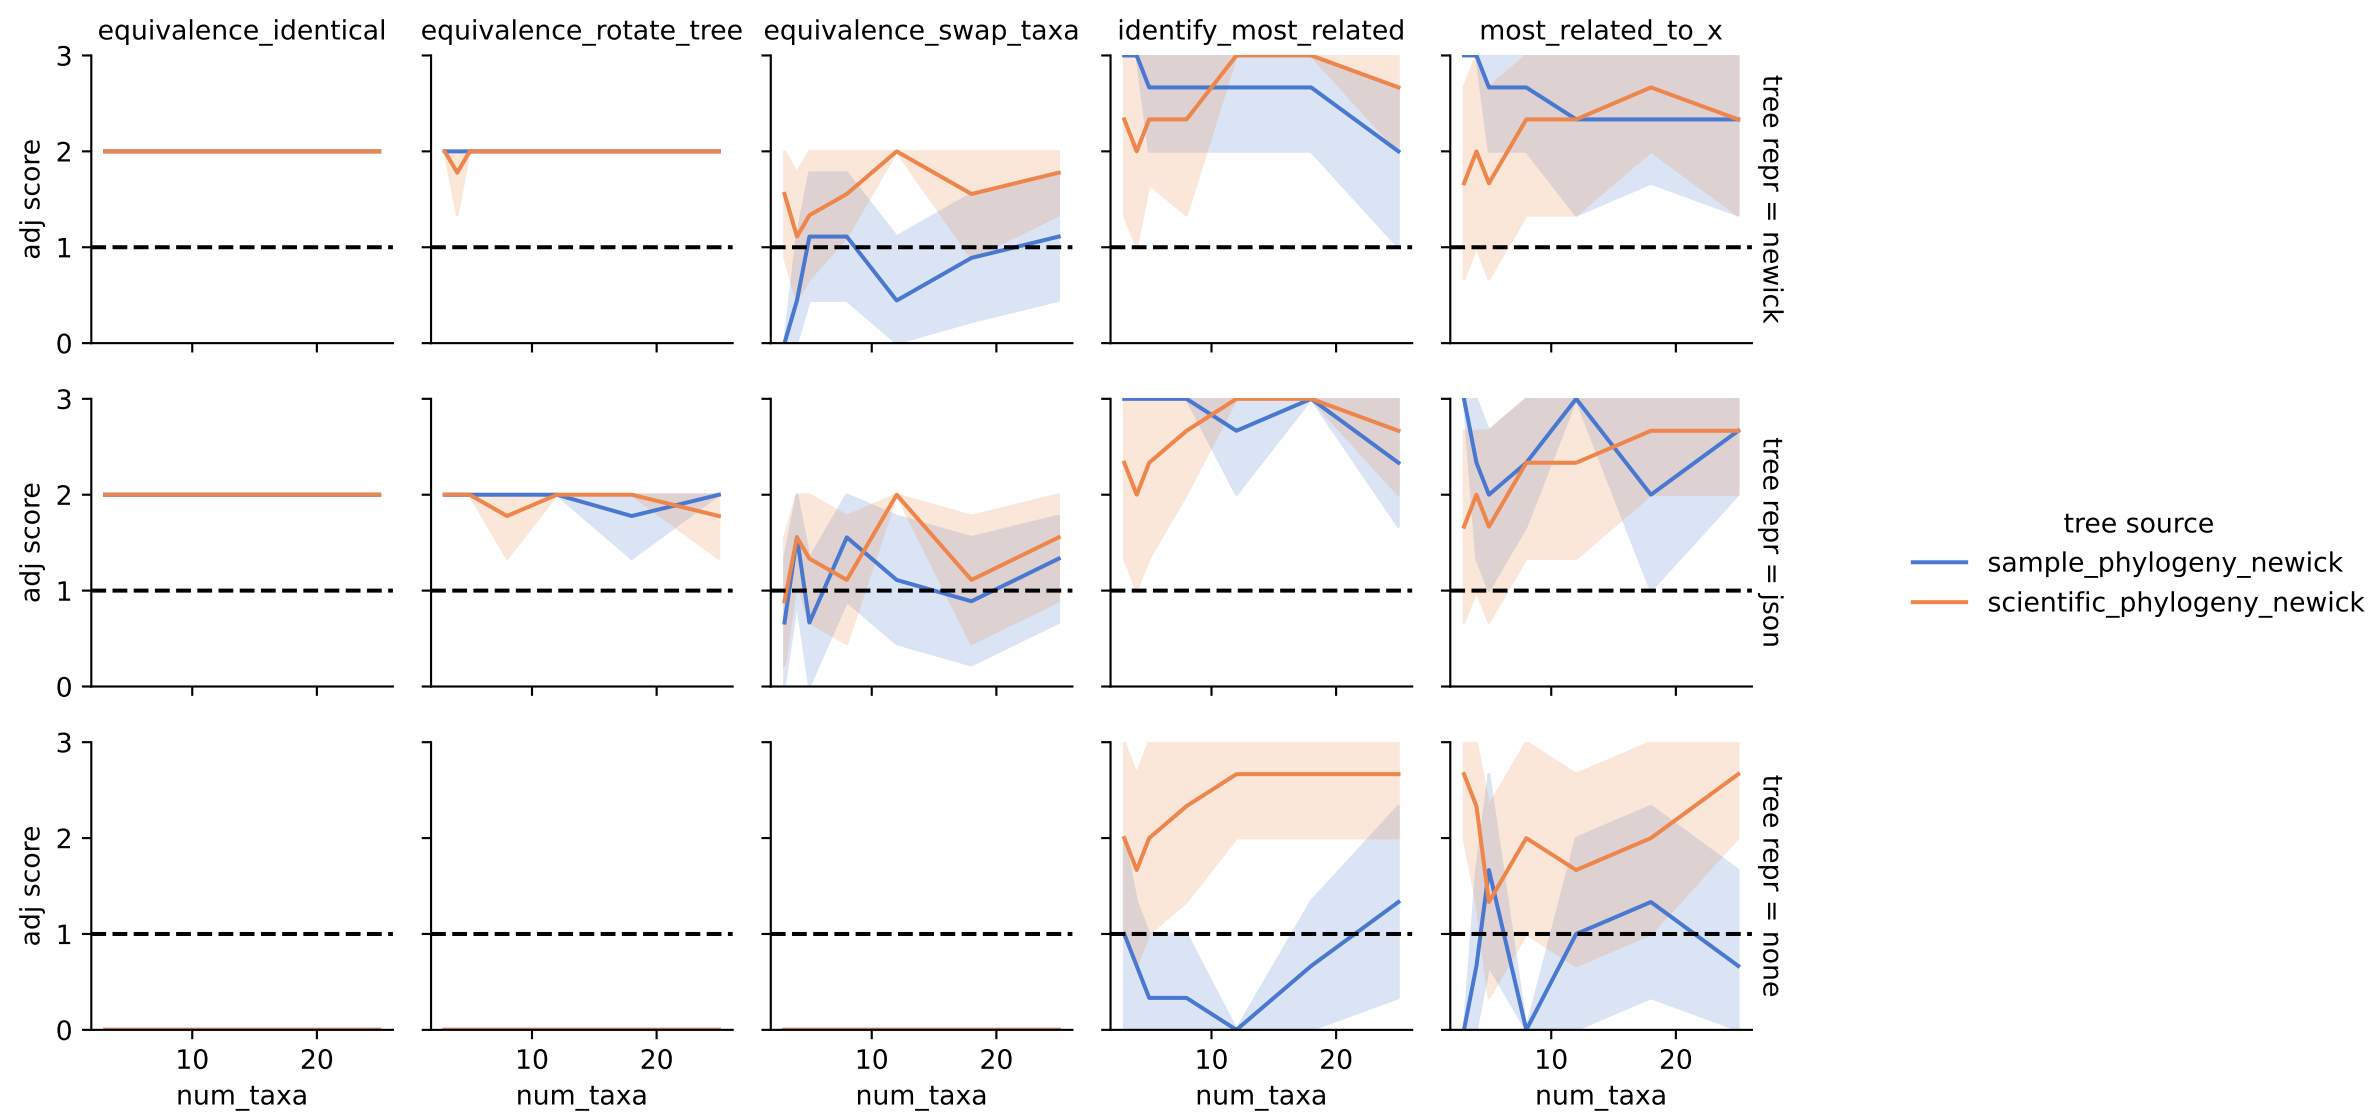 equivalence_identical
equivalence_rotate_tree
equivalence_swap_taxa
identify_most_related
most_related_to_x
3
2
1
0
adj score
tree repr = newick
3
2
1
0
adj score
tree repr = json
3
2
1
0
adj score
tree repr = none
10 20
10 20
10 20
10 20
10 20
num_taxa
num_taxa
num_taxa
num_taxa
num_taxa
tree source
sample_phylogeny_newick
scientific_phylogeny_newick